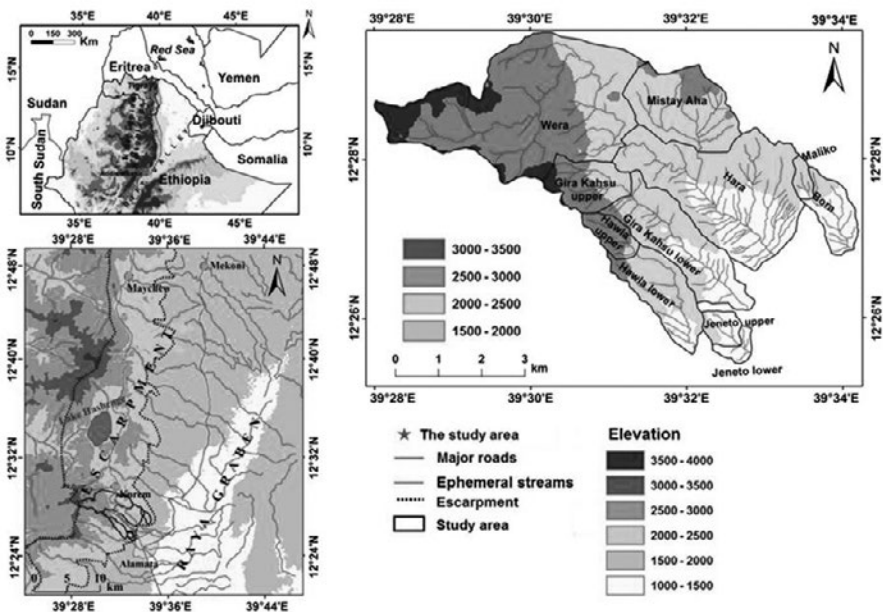 35°E 40°E 45°E
0 150 300
Km
Red Sea
Eritrea
Yemen
Sudan
Djibouti
South Sudan
Ethiopia
Somalia
15°N
10°N
15°N
10°N
35°E 40°E 45°E
N
39°28'E 39°36'E 39°44'E
12°48'N
12°40'N
12°32'N
12°24'N
Mekoni
N
Maychew
ESCARPMENT
Korem
RAYA GRABEN
Alamata
0 5 10
km
12°48'N
12°40'N
12°32'N
12°24'N
39°28'E 39°36'E 39°44'E
39°28'E 39°30'E 39°32'E 39°34'E
N
Mistay Aha
Wera
Maliko
Hara
Bora
Gira Kahsu
upper
Gira Kahsu lower
Hawla
upper
Hawla lower
Jeneto upper
Jeneto lower
12°28'N
12°26'N
12°28'N
12°26'N
3000 - 3500
2500 - 3000
2000 - 2500
1500 - 2000
0 1 2 3
km
39°28'E 39°30'E 39°32'E 39°34'E
The study area
Major roads
Ephemeral streams
Escarpment
Study area
Elevation
3500 - 4000
3000 - 3500
2500 - 3000
2000 - 2500
1500 - 2000
1000 - 1500